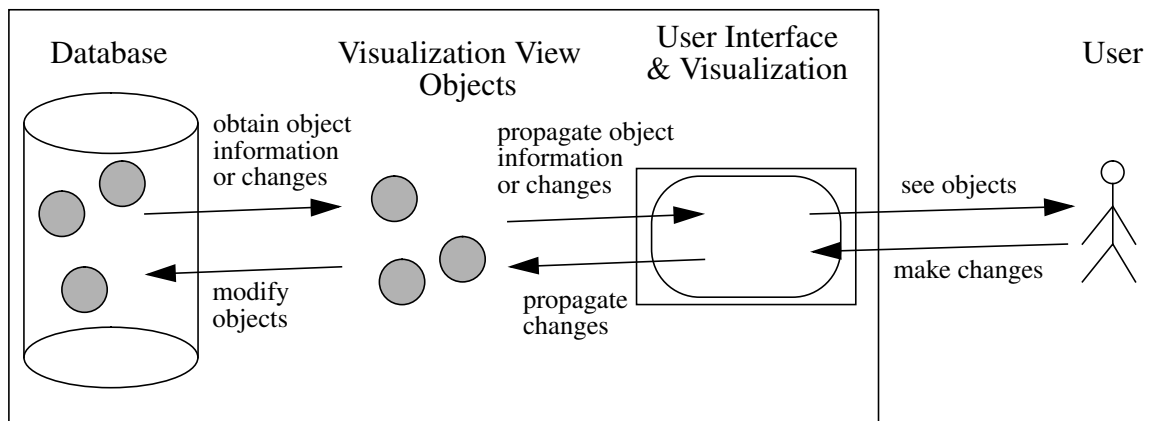 Database
Visualization View
Objects
User Interface
& Visualization
User
obtain object
information
or changes
propagate object
information
or changes
see objects
modify
objects
propagate
changes
make changes